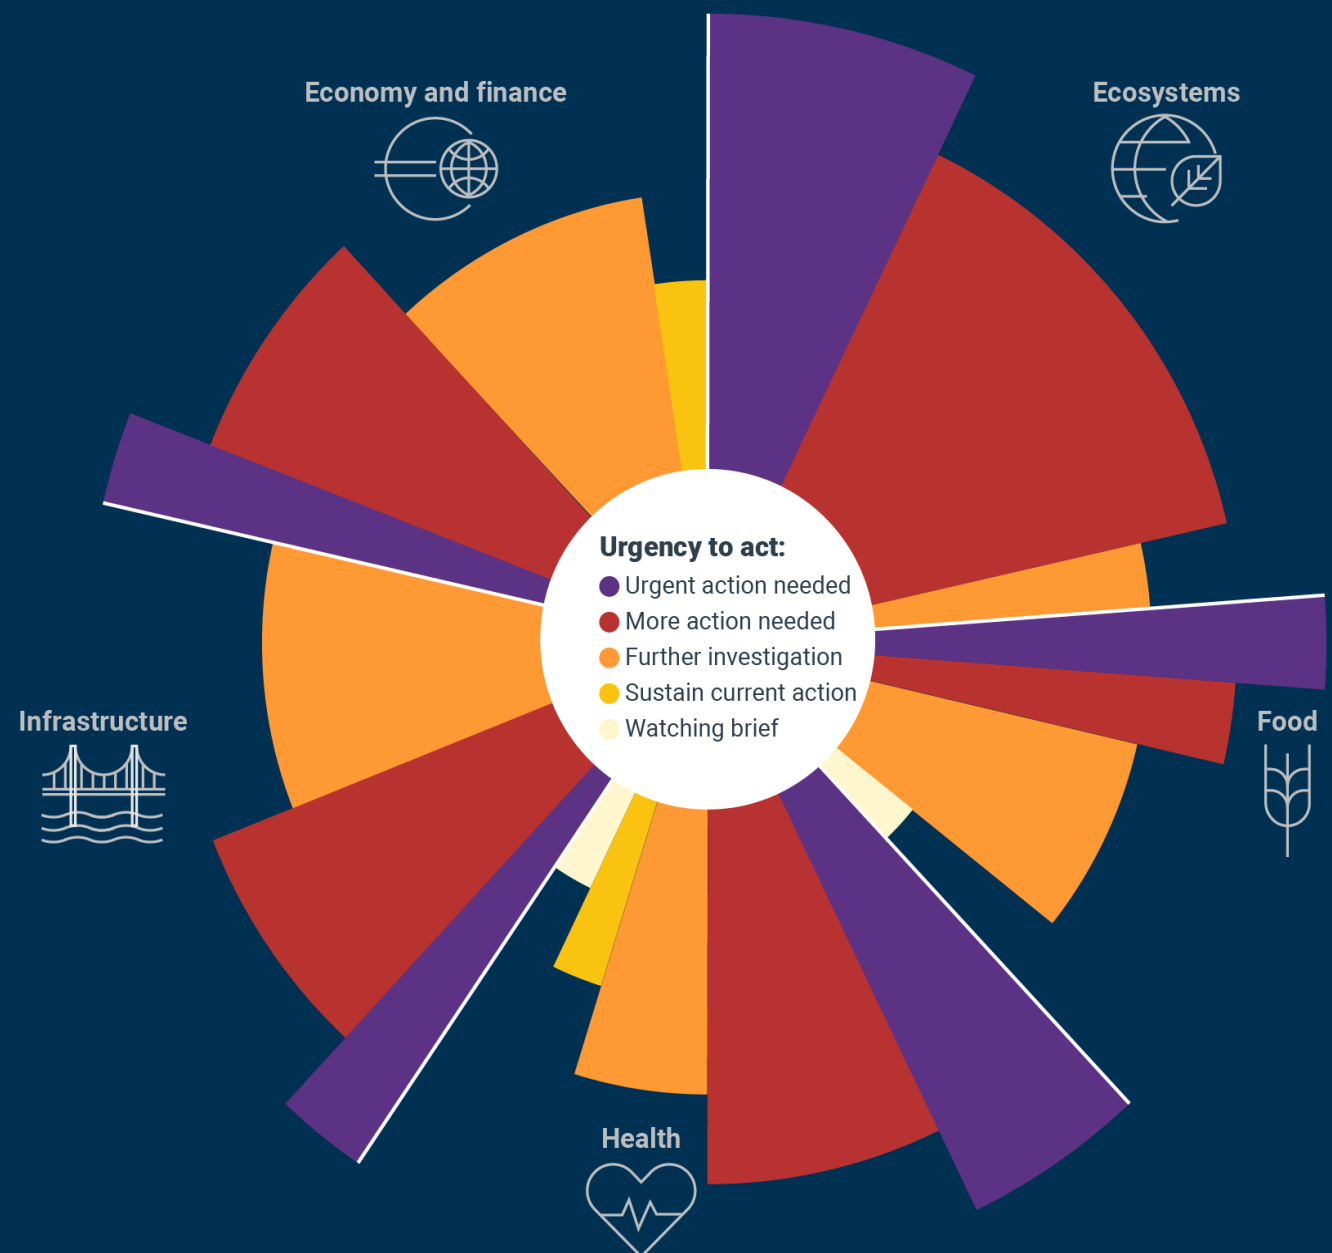 Economy and finance
Ecosystems
Urgency to act:
Urgent action needed
More action needed
Further investigation
Sustain current action
Watching brief
Infrastructure
Food
Health